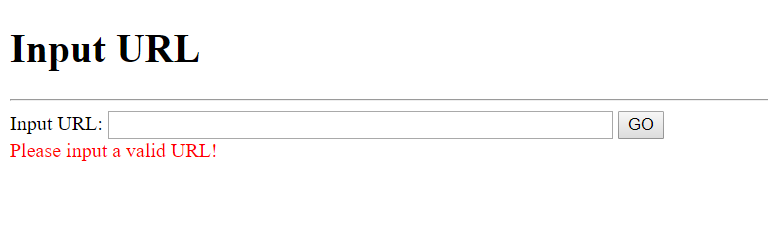 Input URL
Input URL: GO
Please input a valid URL!